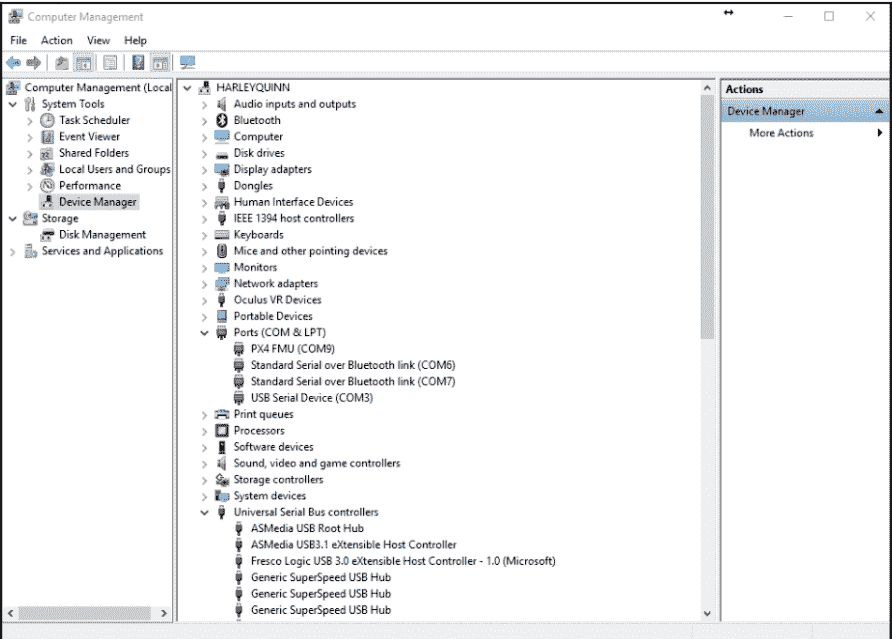 Computer Management
File Action View Help
Computer Management (Local
System Tools
Task Scheduler
Event Viewer
Shared Folders
Local Users and Groups
Performance
Device Manager
Storage
Disk Management
Services and Applications
HARLEYQUINN
Audio inputs and outputs
Bluetooth
Computer
Disk drives
Display adapters
Dongles
Human Interface Devices
IEEE 1394 host controllers
Keyboards
Mice and other pointing devices
Monitors
Network adapters
Oculus VR Devices
Portable Devices
Ports (COM & LPT)
PX4 FMU (COM9)
Standard Serial over Bluetooth link (COM6)
Standard Serial over Bluetooth link (COM7)
USB Serial Device (COM3)
Print queues
Processors
Software devices
Sound, video and game controllers
Storage controllers
System devices
Universal Serial Bus controllers
ASMedia USB Root Hub
ASMedia USB3.1 eXtensible Host Controller
Fresco Logic USB 3.0 eXtensible Host Controller - 1.0 (Microsoft)
Generic SuperSpeed USB Hub
Generic SuperSpeed USB Hub
Generic SuperSpeed USB Hub
Actions
Device Manager
More Actions